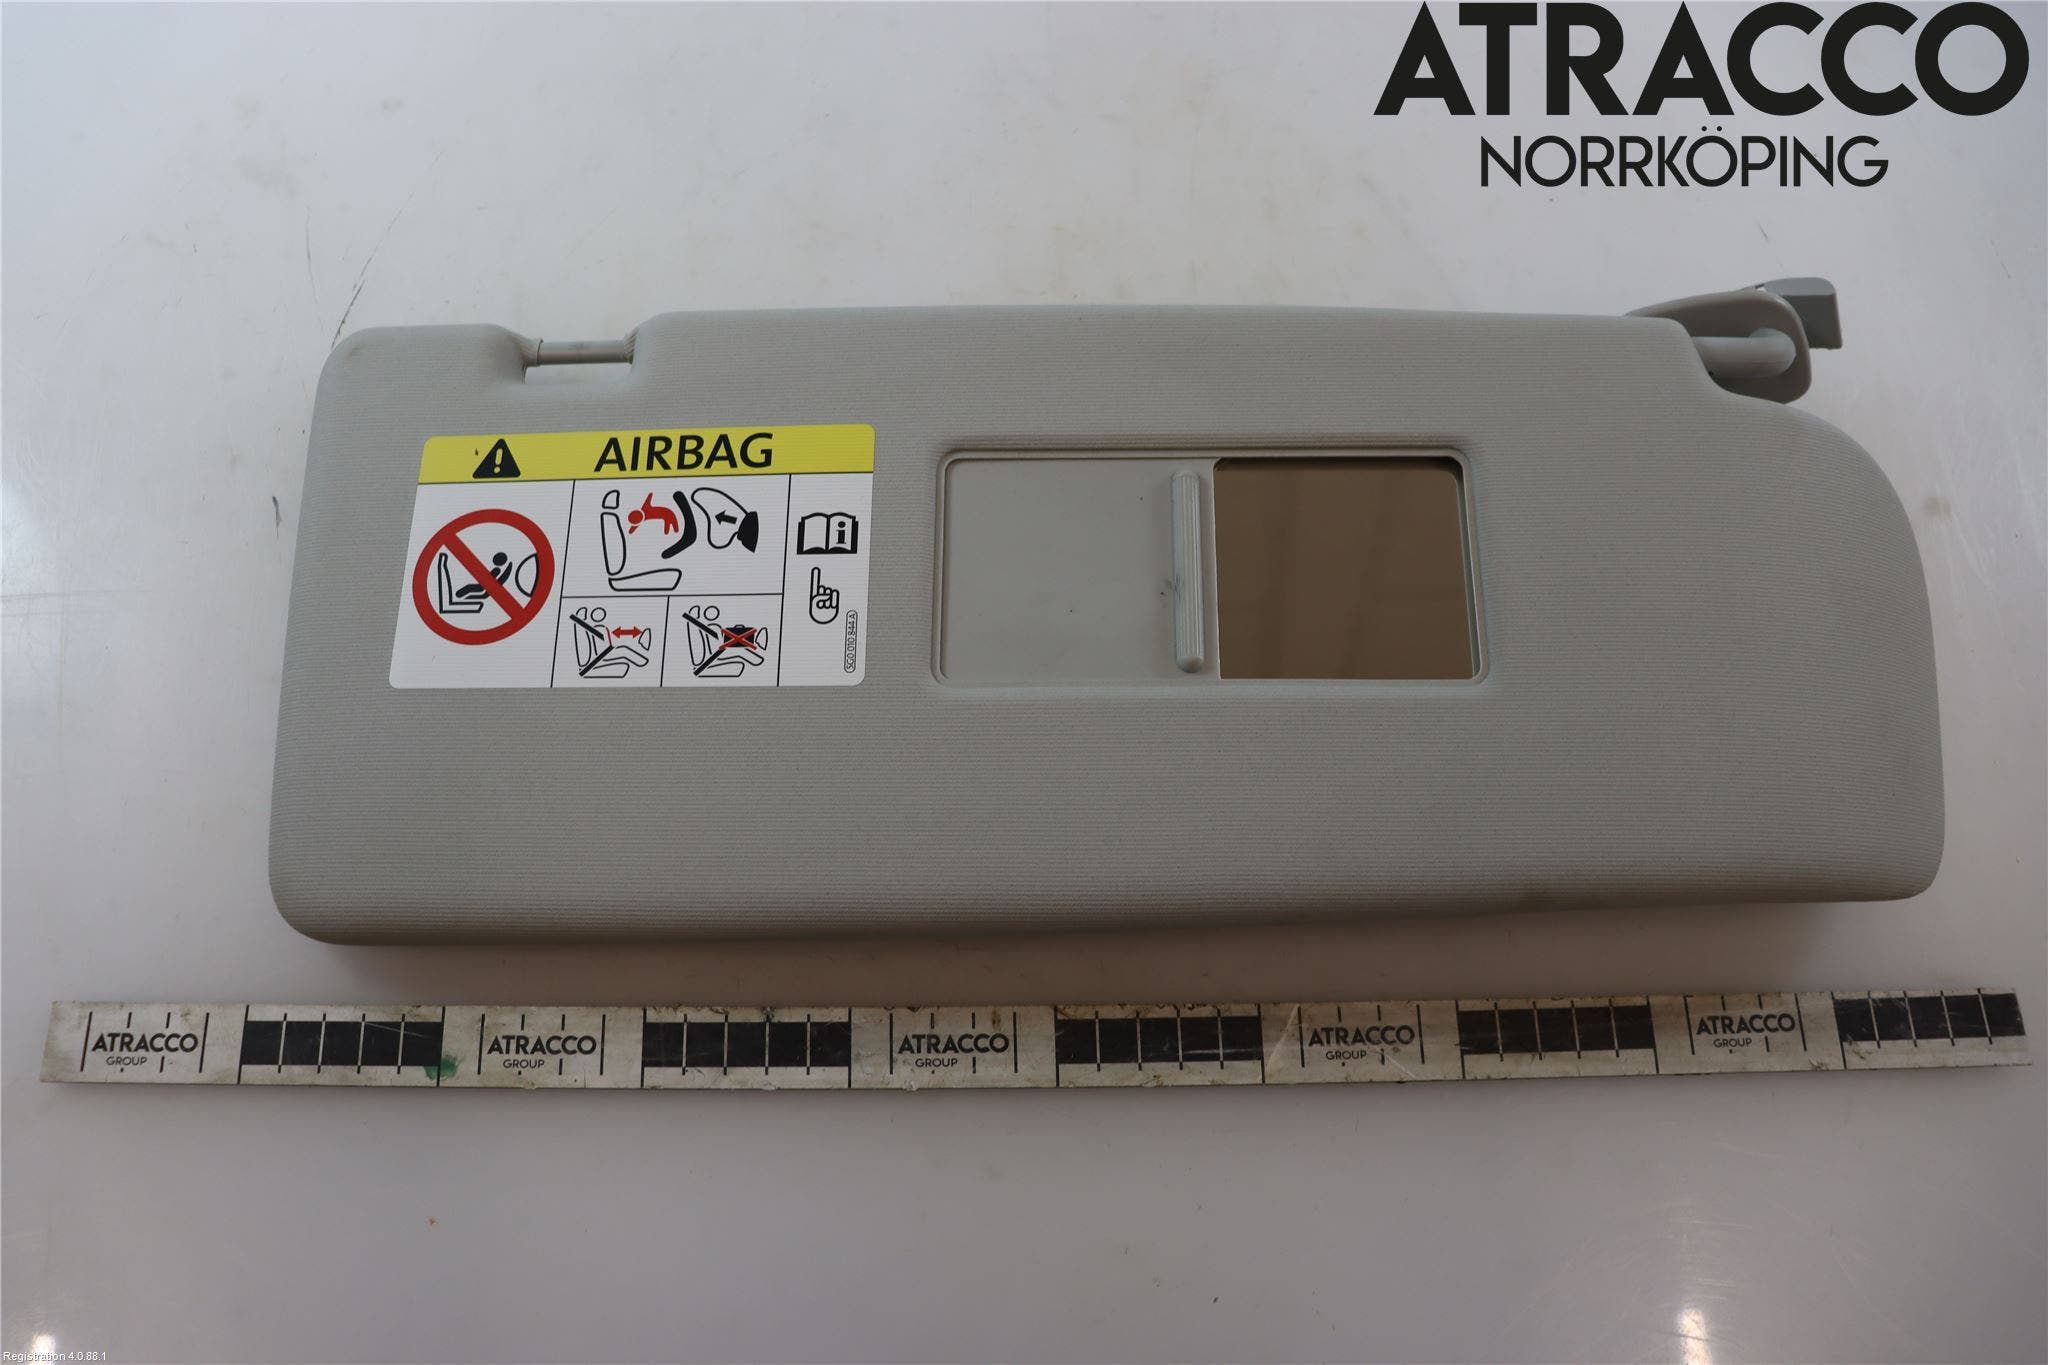 ATRACCO
NORRKÖPING
AIRBAG
5G0 010 844 A
ATRACCO
GROUP
ATRACCO
GROUP
ATRACCO
GROUP
ATRACCO
GROUP
ATRACCO
GROUP
Registration 4.0.88.1